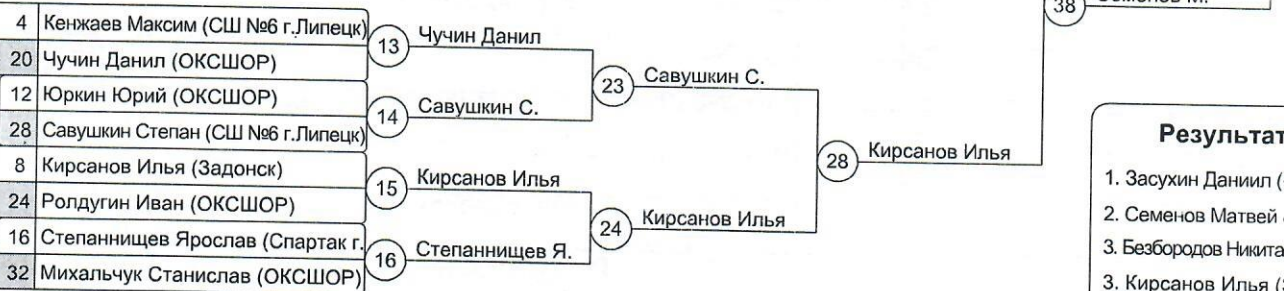 38
4 Кенжаев Максим (СШ №6 г.Липецк)
20 Чучин Данил (ОКСШОР)
12 Юркин Юрий (ОКСШОР)
28 Савушкин Степан (СШ №6 г.Липецк)
8 Кирсанов Илья (Задонск)
24 Ролдугин Иван (ОКСШОР)
16 Степаннищев Ярослав (Спартак г.
32 Михальчук Станислав (ОКСШОР)
13 Чучин Данил
14 Савушкин С.
15 Кирсанов Илья
16 Степаннищев Я.
23 Савушкин С.
24 Кирсанов Илья
28 Кирсанов Илья
Результат
1. Засухин Даниил (
2. Семенов Матвей
3. Безбородов Никита
3. Кирсанов Илья (